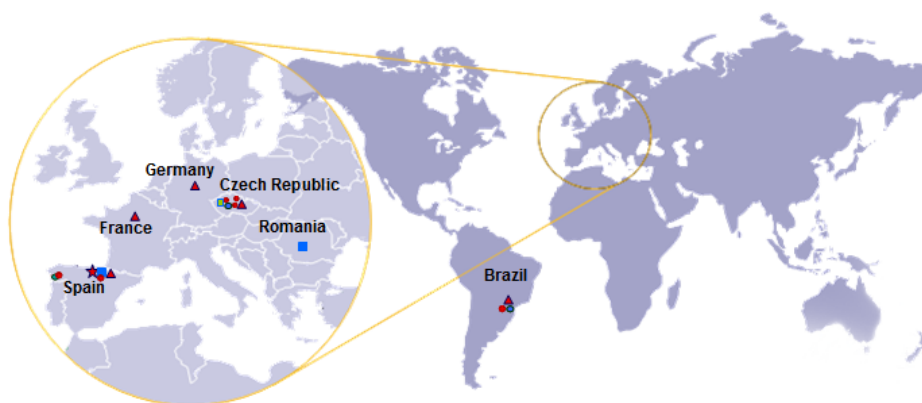 Germany
Czech Republic
France
Romania
Spain
Brazil